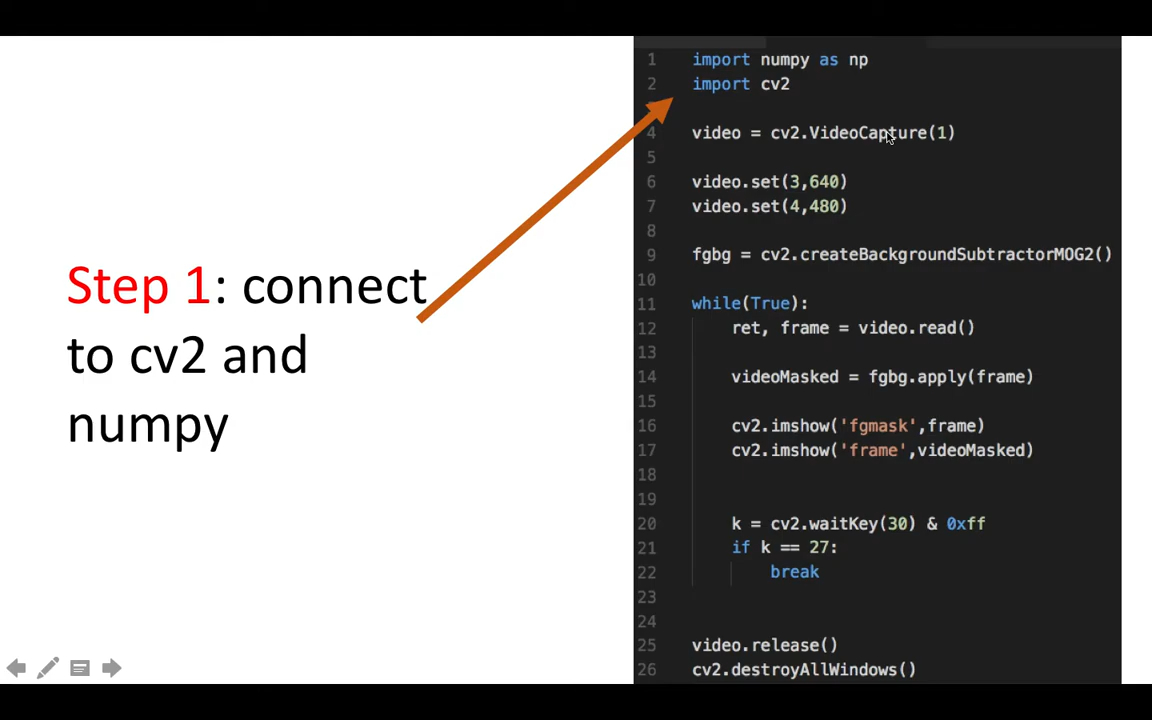 Step 1: connect
to cv2 and
numpy
1 import numpy as np
2 import cv2
4 video = cv2.VideoCapture(1)
5
6 video.set(3,640)
7 video.set(4,480)
8
9 fgbg = cv2.createBackgroundSubtractorMOG2()
10
11 while(True):
12 ret, frame = video.read()
13
14 videoMasked = fgbg.apply(frame)
15
16 cv2.imshow('fgmask',frame)
17 cv2.imshow('frame',videoMasked)
18
19
20 k = cv2.waitKey(30) & 0xff
21 if k == 27:
22 break
23
24
25 video.release()
26 cv2.destroyAllWindows()